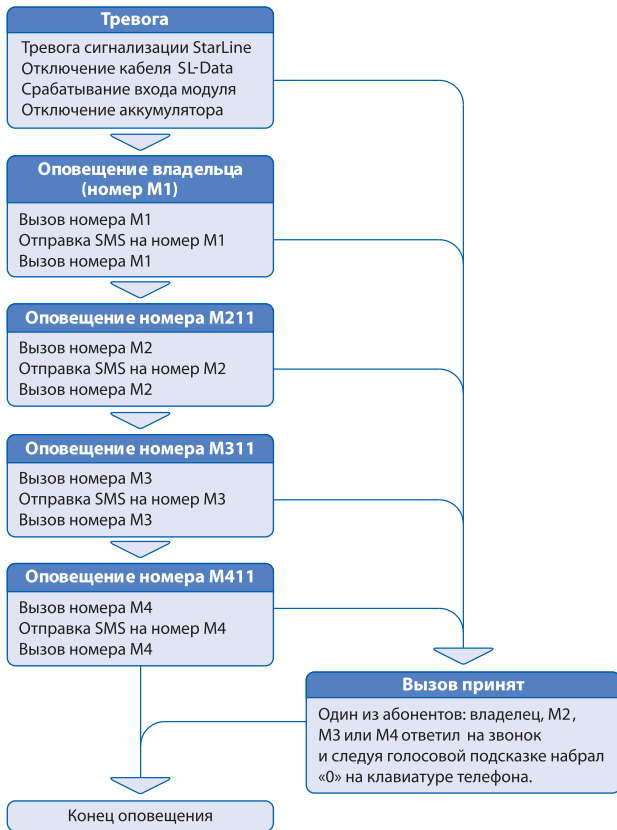 Тревога
Тревога сигнализации StarLine
Отключение кабеля SL-Data
Срабатывание входа модуля
Отключение аккумулятора
Оповещение владельца
(номер М1)
Вызов номера М1
Отправка SMS на номер М1
Вызов номера М1
Оповещение номера М211
Вызов номера М2
Отправка SMS на номер М2
Вызов номера М2
Оповещение номера М311
Вызов номера М3
Отправка SMS на номер М3
Вызов номера М3
Оповещение номера М411
Вызов номера М4
Отправка SMS на номер М4
Вызов номера М4
Вызов принят
Один из абонентов: владелец, М2,
М3 или М4 ответил на звонок
и следуя голосовой подсказке набрал
«0» на клавиатуре телефона.
Конец оповещения